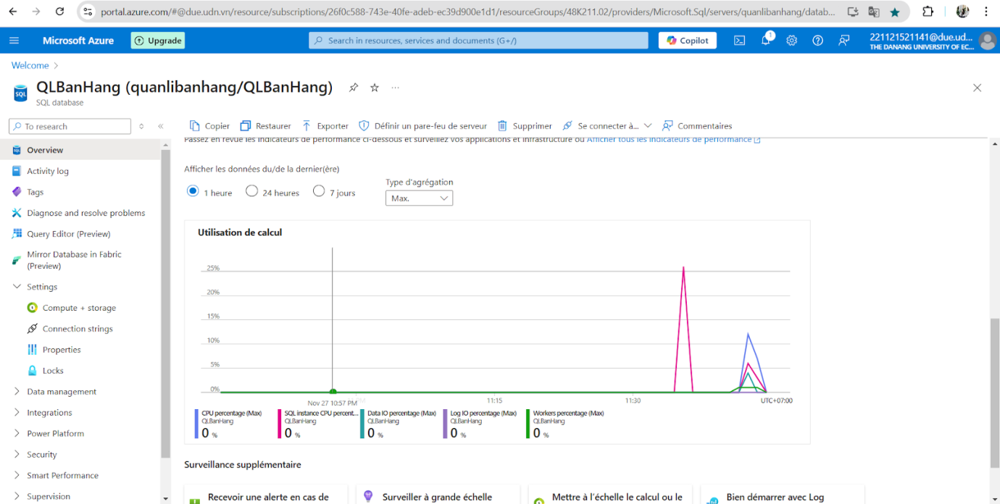 portal.azure.com/#@due.udn.vn/resource/subscriptions/26f0c588-743e-40fe-adeb-ec39d900e1d1/resourceGroups/48K211.02/providers/Microsoft.Sql/servers/quanlibanhang/datab...
Microsoft Azure
Upgrade
Search in resources, services and documents (G+/)
Copilot
1
221121521141@due.ud...
THE DANANG UNIVERSITY OF EC...
Welcome >
QLBanHang (quanlibanhang/QLBanHang)
SQL
SQL database
To research
Copier
Restaurer
Exporter
Définir un pare-feu de serveur
Supprimer
Se connecter à...
Commentaires
Overview
Activity log
Tags
Diagnose and resolve problems
Query Editor (Preview)
Mirror Database in Fabric
(Preview)
Settings
Compute + storage
Connection strings
Properties
Locks
Data management
Integrations
Power Platform
Security
Smart Performance
Supervision
Passez en revue les indicateurs de performance ci-dessous et surveillez vos applications et infrastructure où Afficher tous les indicateurs de performance
Afficher les données du/de la dernier(ère)
1 heure
24 heures
7 jours
Type d'agrégation
Max.
Utilisation de calcul
25%
20%
15%
10%
5%
0%
Nov 27 10:57 PM
11:15
11:30
UTC+07:00
CPU percentage (Max)
QLBanHang
0 %
SQL instance CPU percent...
QLBanHang
0 %
Data IO percentage (Max)
QLBanHang
0 %
Log IO percentage (Max)
QLBanHang
0 %
Workers percentage (Max)
QLBanHang
0 %
Surveillance supplémentaire
Recevoir une alerte en cas de
Surveiller à grande échelle
Mettre à l'échelle le calcul ou le
Bien démarrer avec Log